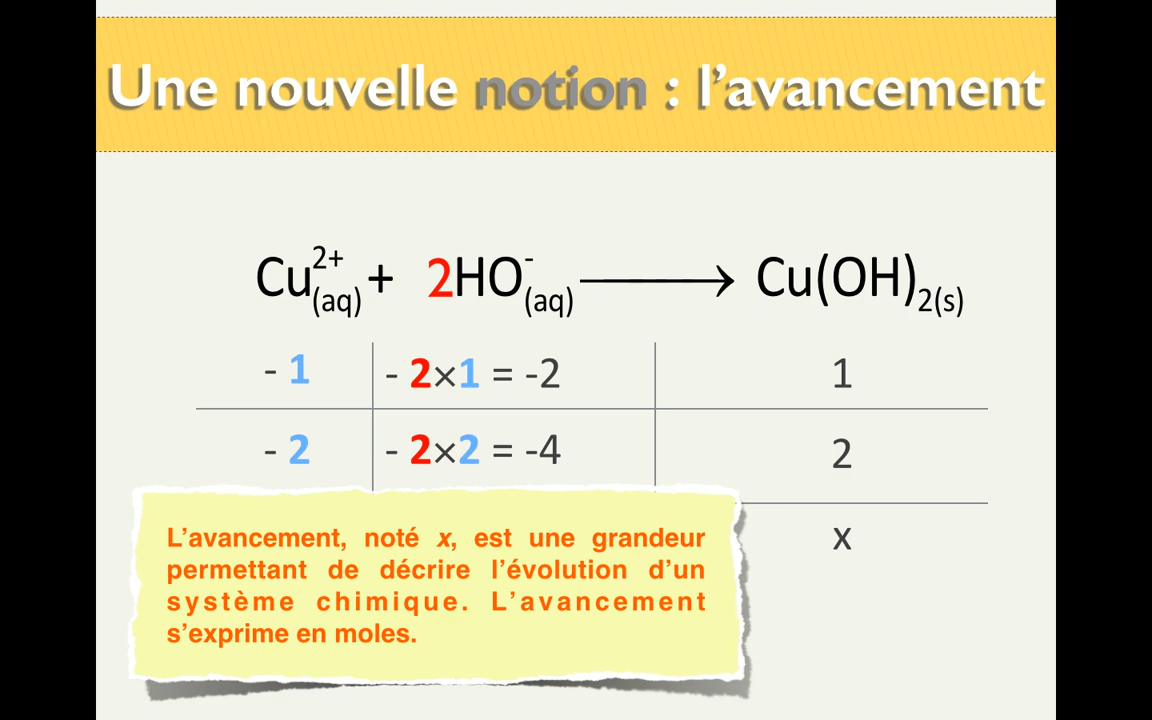 Une nouvelle notion : l’avancement
Cu2+(aq) + 2HO-(aq) ⟶ Cu(OH)2(s)
- 1 - 2×1 = -2 1
- 2 - 2×2 = -4 2
x
L’avancement, noté x, est une grandeur
permettant de décrire l’évolution d’un
système chimique. L’avancement
s’exprime en moles.